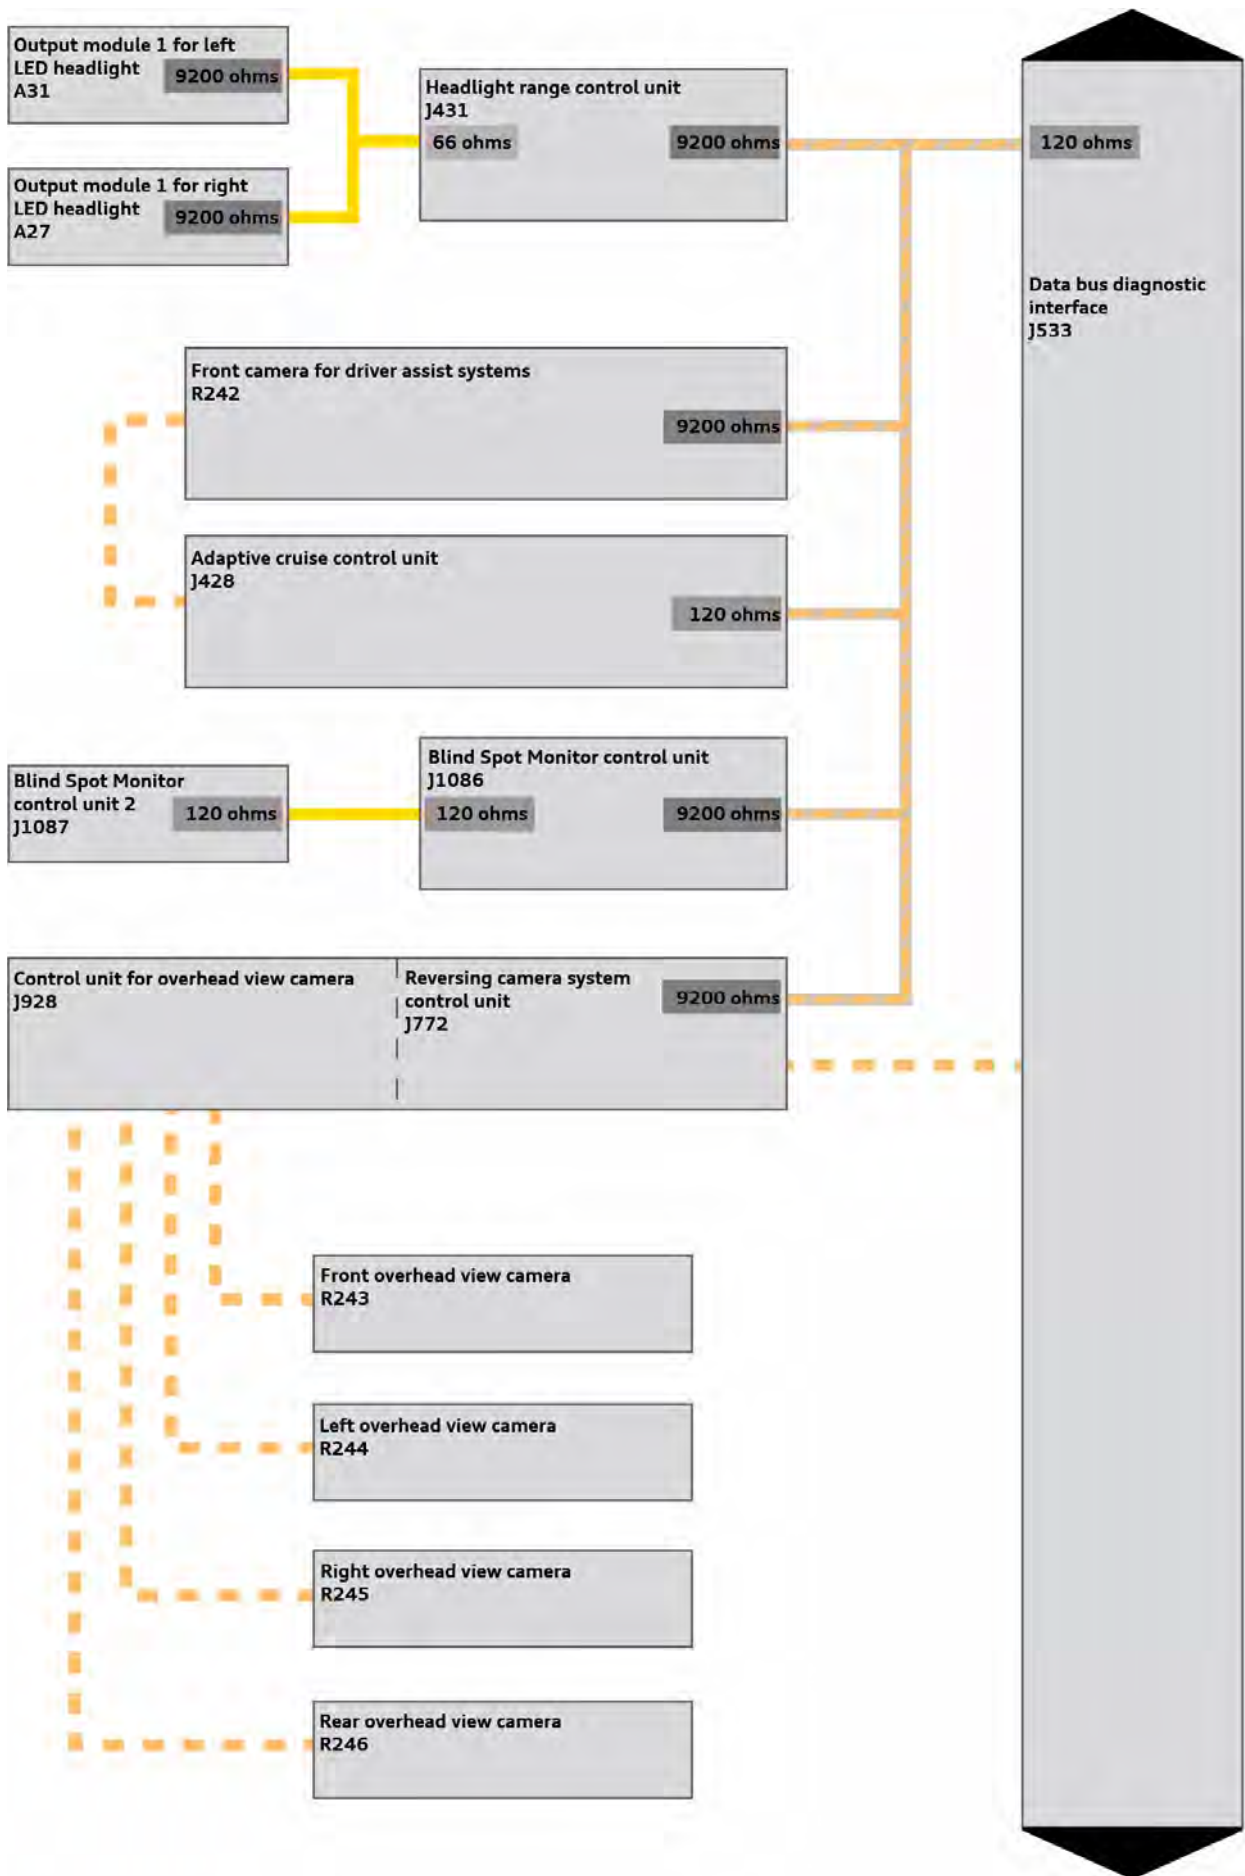 Output module 1 for left
LED headlight
A31
9200 ohms
Headlight range control unit
J431
66 ohms
9200 ohms
120 ohms
Output module 1 for right
LED headlight
A27
9200 ohms
Data bus diagnostic
interface
J533
Front camera for driver assist systems
R242
9200 ohms
Adaptive cruise control unit
J428
120 ohms
Blind Spot Monitor
control unit 2
J1087
120 ohms
Blind Spot Monitor control unit
J1086
120 ohms
9200 ohms
Control unit for overhead view camera
J928
Reversing camera system
control unit
J772
9200 ohms
Front overhead view camera
R243
Left overhead view camera
R244
Right overhead view camera
R245
Rear overhead view camera
R246